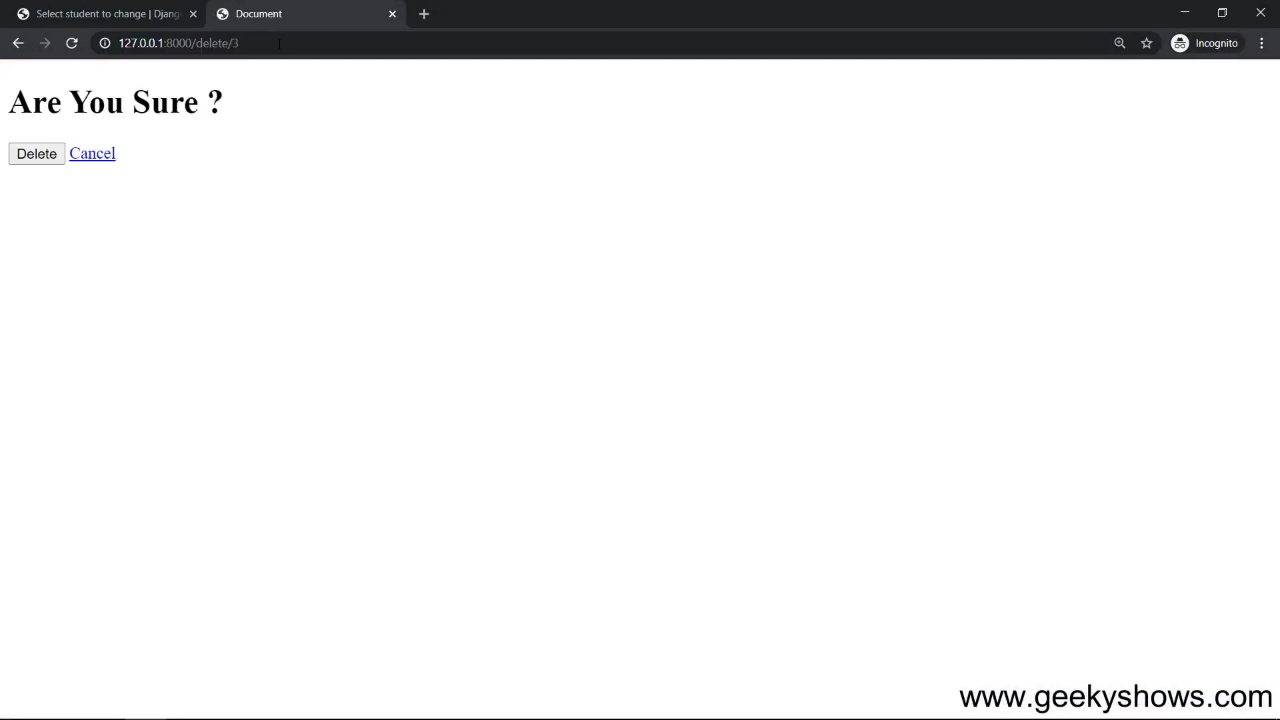 Select student to change | Djang
Document
127.0.0.1:8000/delete/3
Incognito
Are You Sure ?
Delete Cancel
www.geekyshows.com